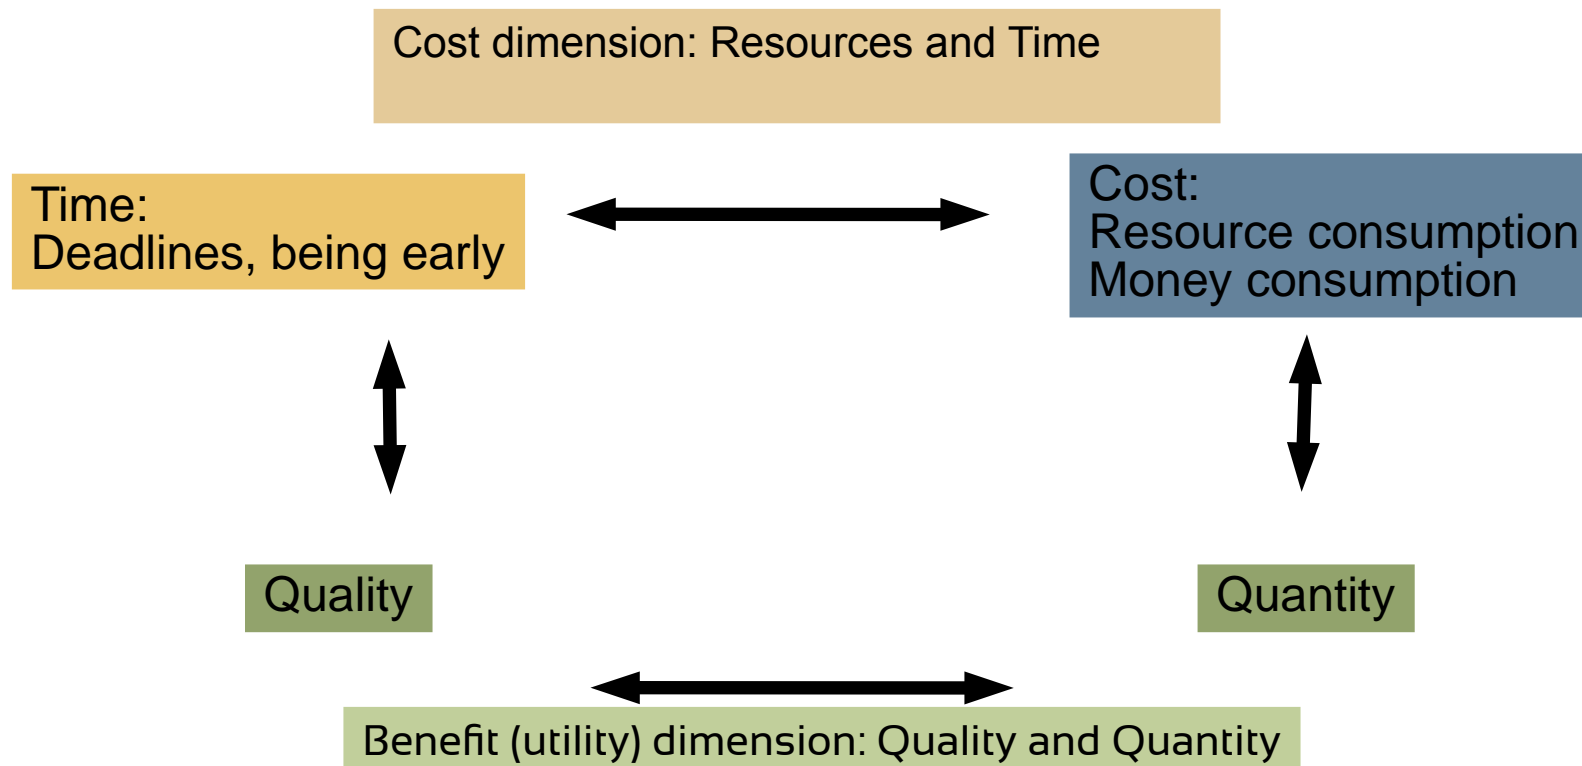 Cost dimension: Resources and Time
Time:
Deadlines, being early
Cost:
Resource consumption
Money consumption
Quality
Quantity
Benefit (utility) dimension: Quality and Quantity